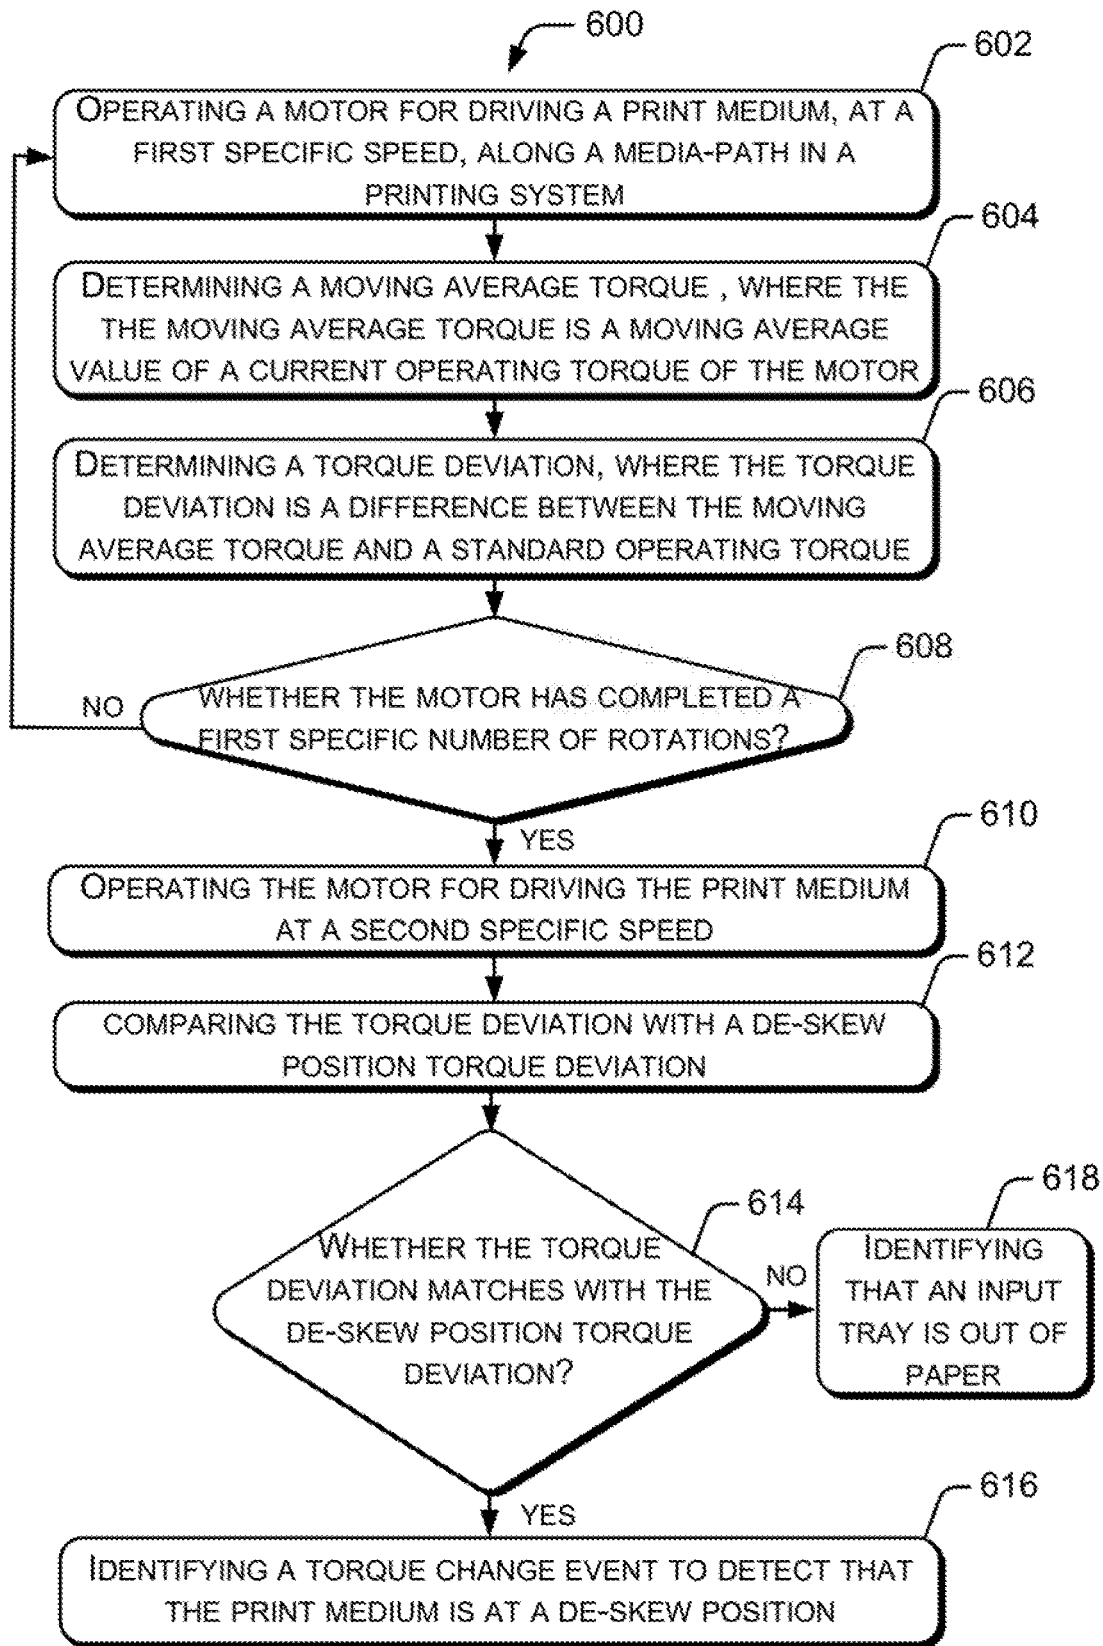 600
602
OPERATING A MOTOR FOR DRIVING A PRINT MEDIUM, AT A
FIRST SPECIFIC SPEED, ALONG A MEDIA-PATH IN A
PRINTING SYSTEM
604
DETERMINING A MOVING AVERAGE TORQUE , WHERE THE
THE MOVING AVERAGE TORQUE IS A MOVING AVERAGE
VALUE OF A CURRENT OPERATING TORQUE OF THE MOTOR
606
DETERMINING A TORQUE DEVIATION, WHERE THE TORQUE
DEVIATION IS A DIFFERENCE BETWEEN THE MOVING
AVERAGE TORQUE AND A STANDARD OPERATING TORQUE
608
WHETHER THE MOTOR HAS COMPLETED A
FIRST SPECIFIC NUMBER OF ROTATIONS?
NO
YES
610
OPERATING THE MOTOR FOR DRIVING THE PRINT MEDIUM
AT A SECOND SPECIFIC SPEED
612
COMPARING THE TORQUE DEVIATION WITH A DE-SKEW
POSITION TORQUE DEVIATION
614
WHETHER THE TORQUE
DEVIATION MATCHES WITH THE
DE-SKEW POSITION TORQUE
DEVIATION?
NO
618
IDENTIFYING
THAT AN INPUT
TRAY IS OUT OF
PAPER
YES
616
IDENTIFYING A TORQUE CHANGE EVENT TO DETECT THAT
THE PRINT MEDIUM IS AT A DE-SKEW POSITION